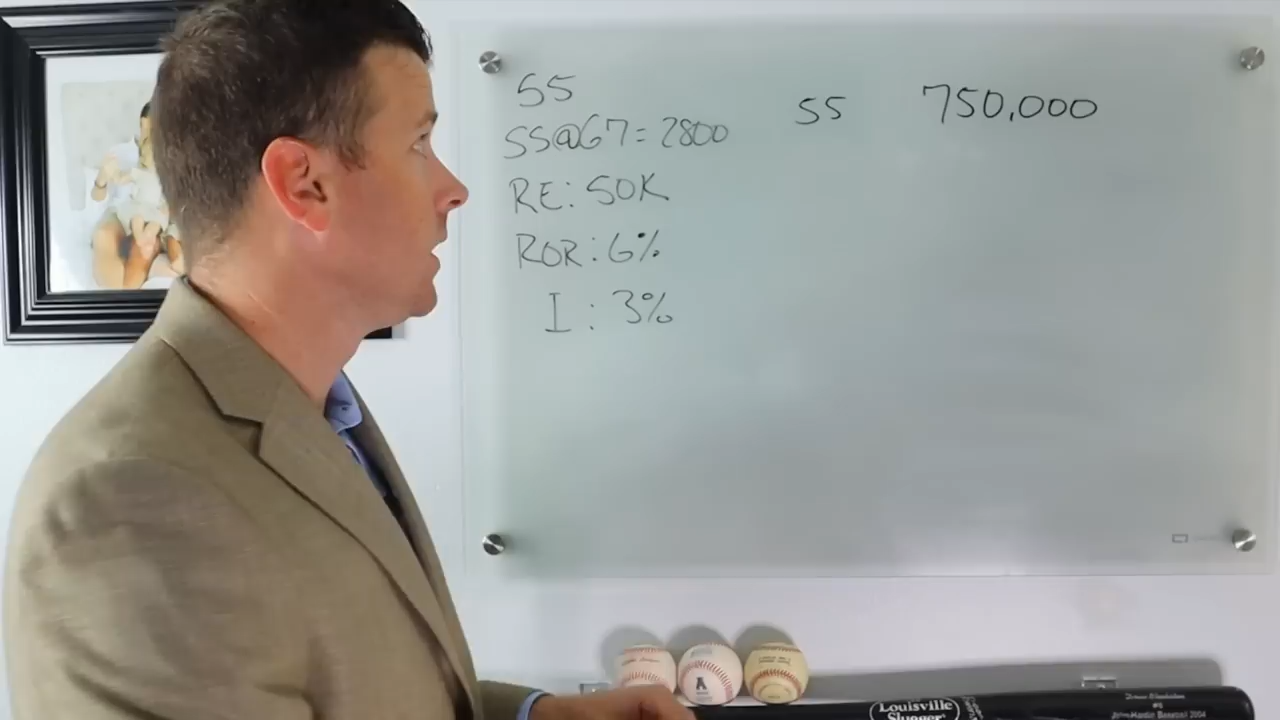 55
SS@67=2800
RE: 50K
ROR: 6%
I: 3%
55 750,000
A
Louisville
Slugger